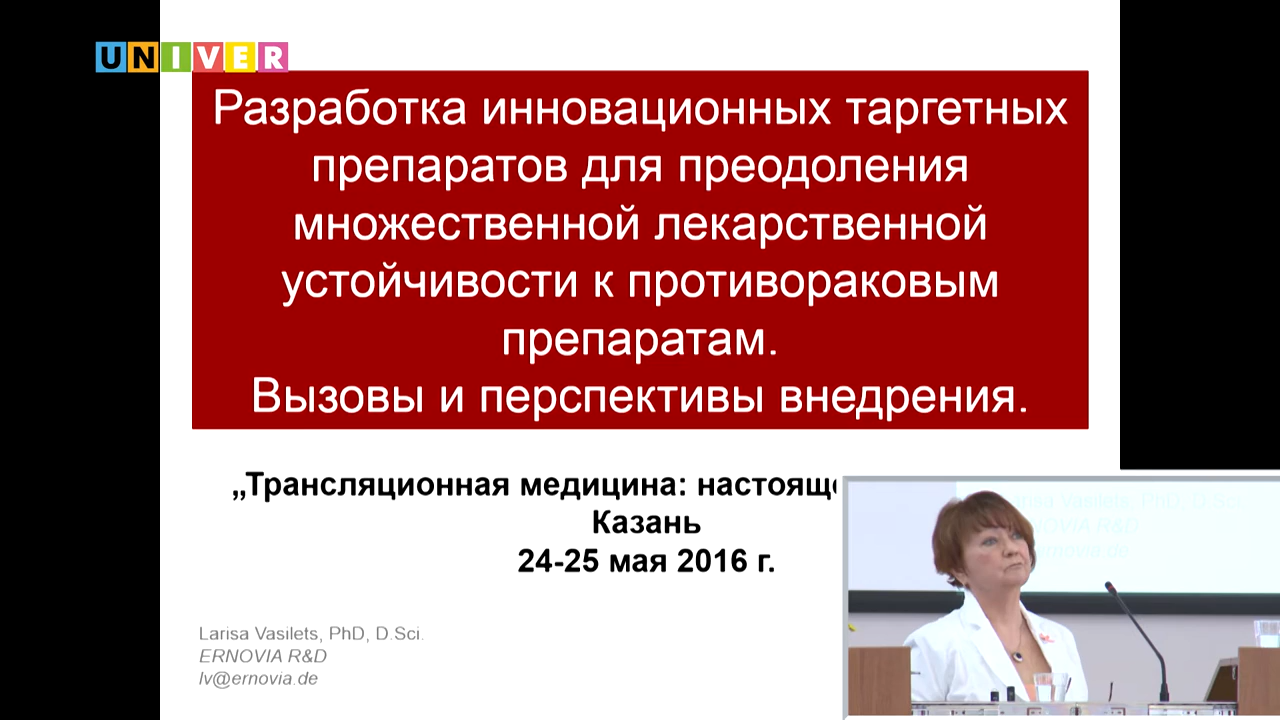 UNIVER
Разработка инновационных таргетных
препаратов для преодоления
множественной лекарственной
устойчивости к противораковым
препаратам.
Вызовы и перспективы внедрения.
„Трансляционная медицина:
Казань
24-25 мая 2016 г.
Larisa Vasilets, PhD, D.Sci.
ERNOVIA R&D
lv@ernovia.de